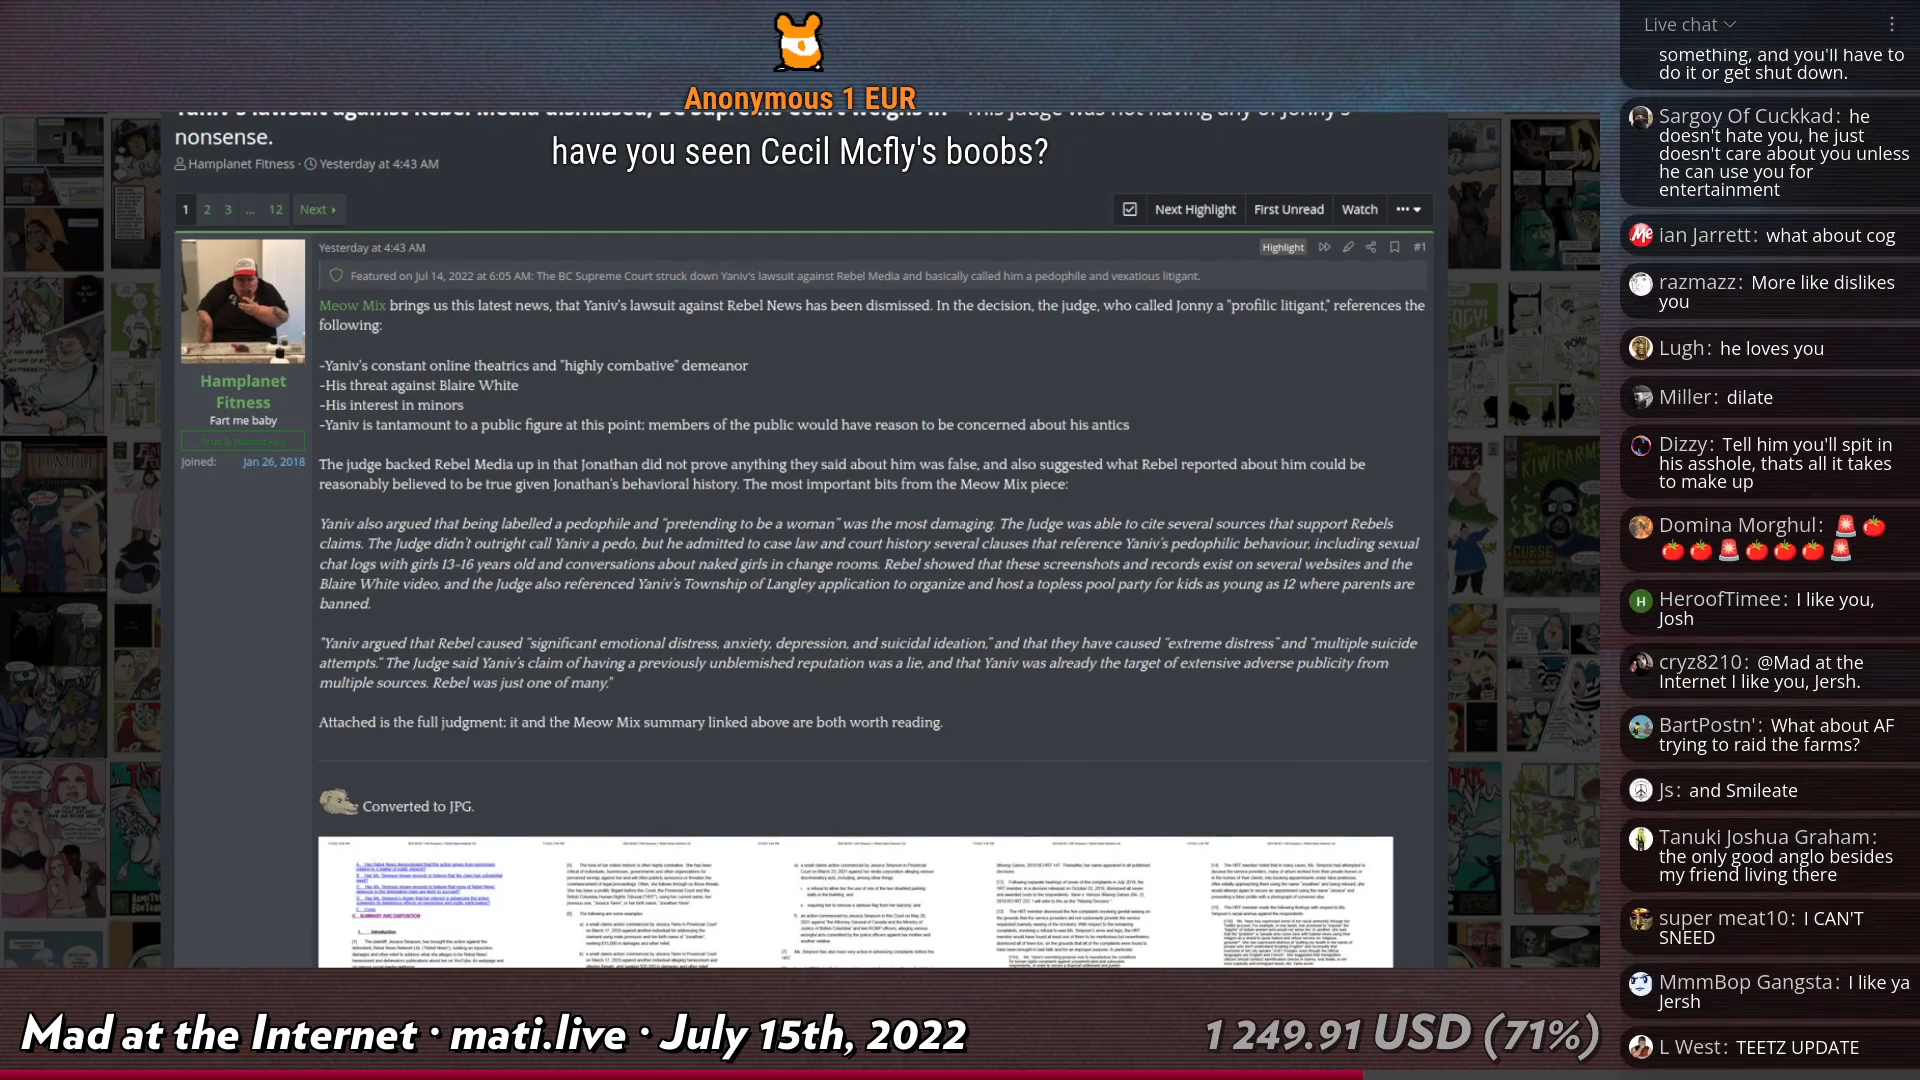 Anonymous 1 EUR
have you seen Cecil Mcfly's boobs?
Yaniv's lawsuit against Rebel Media dismissed, BC Supreme Court weighs in - This judge was not having any of Jonny's
nonsense.
Hamplanet Fitness · Yesterday at 4:43 AM
1 2 3 ... 12 Next
Next Highlight First Unread Watch
Yesterday at 4:43 AM
Highlight #1
Featured on Jul 14, 2022 at 6:05 AM: The BC Supreme Court struck down Yaniv's lawsuit against Rebel Media and basically called him a pedophile and vexatious litigant.
Hamplanet
Fitness
Fart me baby
True & Honest Fan
Joined: Jan 26, 2018
Meow Mix brings us this latest news, that Yaniv's lawsuit against Rebel News has been dismissed. In the decision, the judge, who called Jonny a "profilic litigant," references the
following:
-Yaniv's constant online theatrics and "highly combative" demeanor
-His threat against Blaire White
-His interest in minors
-Yaniv is tantamount to a public figure at this point; members of the public would have reason to be concerned about his antics
The judge backed Rebel Media up in that Jonathan did not prove anything they said about him was false, and also suggested what Rebel reported about him could be
reasonably believed to be true given Jonathan's behavioral history. The most important bits from the Meow Mix piece:
Yaniv also argued that being labelled a pedophile and "pretending to be a woman" was the most damaging. The Judge was able to cite several sources that support Rebels
claims. The Judge didn't outright call Yaniv a pedo, but he admitted to case law and court history several clauses that reference Yaniv's pedophilic behaviour, including sexual
chat logs with girls 13-16 years old and conversations about naked girls in change rooms. Rebel showed that these screenshots and records exist on several websites and the
Blaire White video, and the Judge also referenced Yaniv's Township of Langley application to organize and host a topless pool party for kids as young as 12 where parents are
banned.
"Yaniv argued that Rebel caused "significant emotional distress, anxiety, depression, and suicidal ideation," and that they have caused "extreme distress" and "multiple suicide
attempts." The Judge said Yaniv's claim of having a previously unblemished reputation was a lie, and that Yaniv was already the target of extensive adverse publicity from
multiple sources. Rebel was just one of many."
Attached is the full judgment; it and the Meow Mix summary linked above are both worth reading.
Converted to JPG.
Mad at the Internet · mati.live · July 15th, 2022
1 249.91 USD (71%)
Live chat
something, and you'll have to
do it or get shut down.
Sargoy Of Cuckkad: he
doesn't hate you, he just
doesn't care about you unless
he can use you for
entertainment
ian Jarrett: what about cog
razmazz: More like dislikes
you
Lugh: he loves you
Miller: dilate
Dizzy: Tell him you'll spit in
his asshole, thats all it takes
to make up
Domina Morghul: 🚨🍅
🍅🍅🚨🍅🍅🍅🚨
HeroofTimee: I like you,
Josh
cryz8210: @Mad at the
Internet I like you, Jersh.
BartPostn': What about AF
trying to raid the farms?
Js: and Smileate
Tanuki Joshua Graham:
the only good anglo besides
my friend living there
super meat10: I CAN'T
SNEED
MmmBop Gangsta: I like ya
Jersh
L West: TEETZ UPDATE